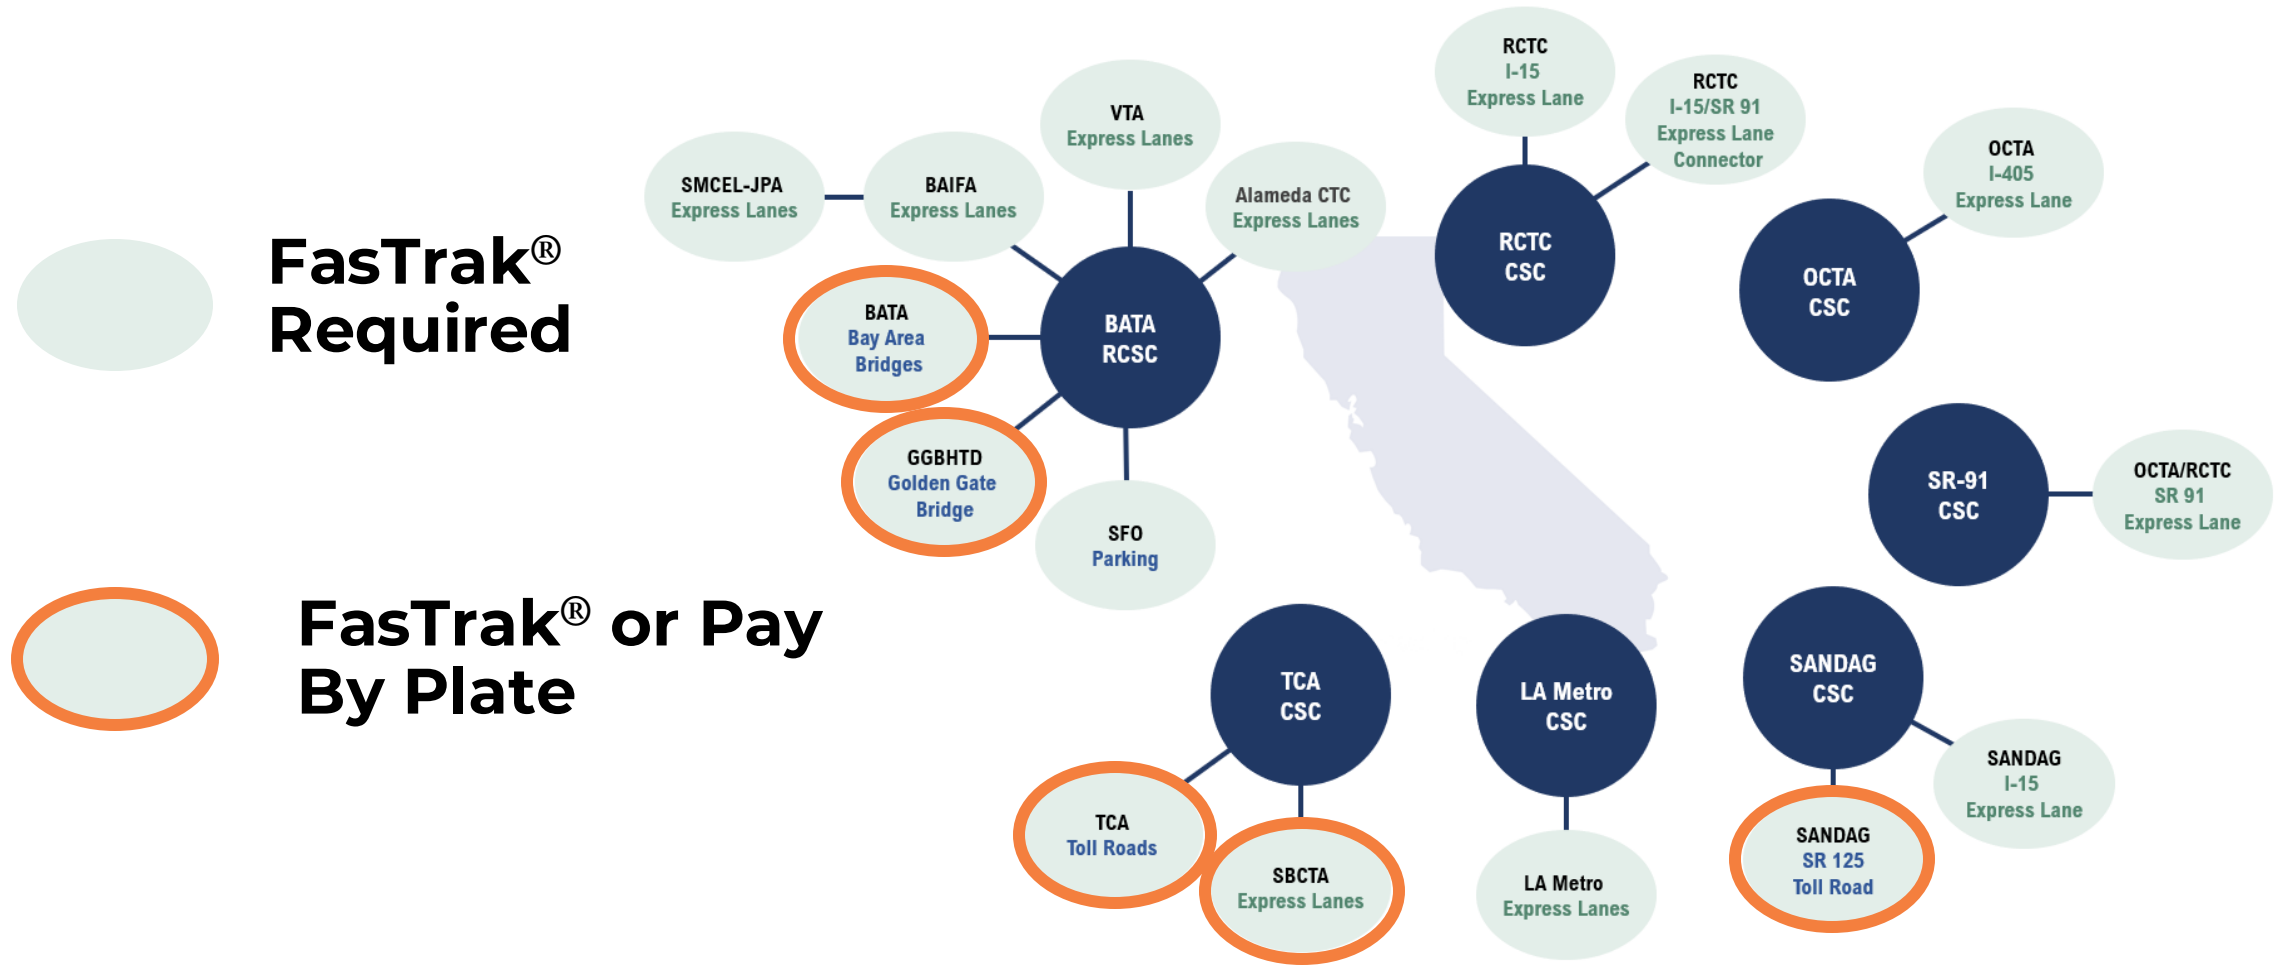 FasTrak®
Required
FasTrak® or Pay
By Plate
SMCEL-JPA
Express Lanes
BAIFA
Express Lanes
VTA
Express Lanes
Alameda CTC
Express Lanes
BATA
Bay Area
Bridges
BATA
RCSC
GGBHTD
Golden Gate
Bridge
SFO
Parking
RCTC
I-15
Express Lane
RCTC
I-15/SR 91
Express Lane
Connector
RCTC
CSC
OCTA
I-405
Express Lane
OCTA
CSC
SR-91
CSC
OCTA/RCTC
SR 91
Express Lane
TCA
CSC
TCA
Toll Roads
SBCTA
Express Lanes
LA Metro
CSC
LA Metro
Express Lanes
SANDAG
CSC
SANDAG
I-15
Express Lane
SANDAG
SR 125
Toll Road